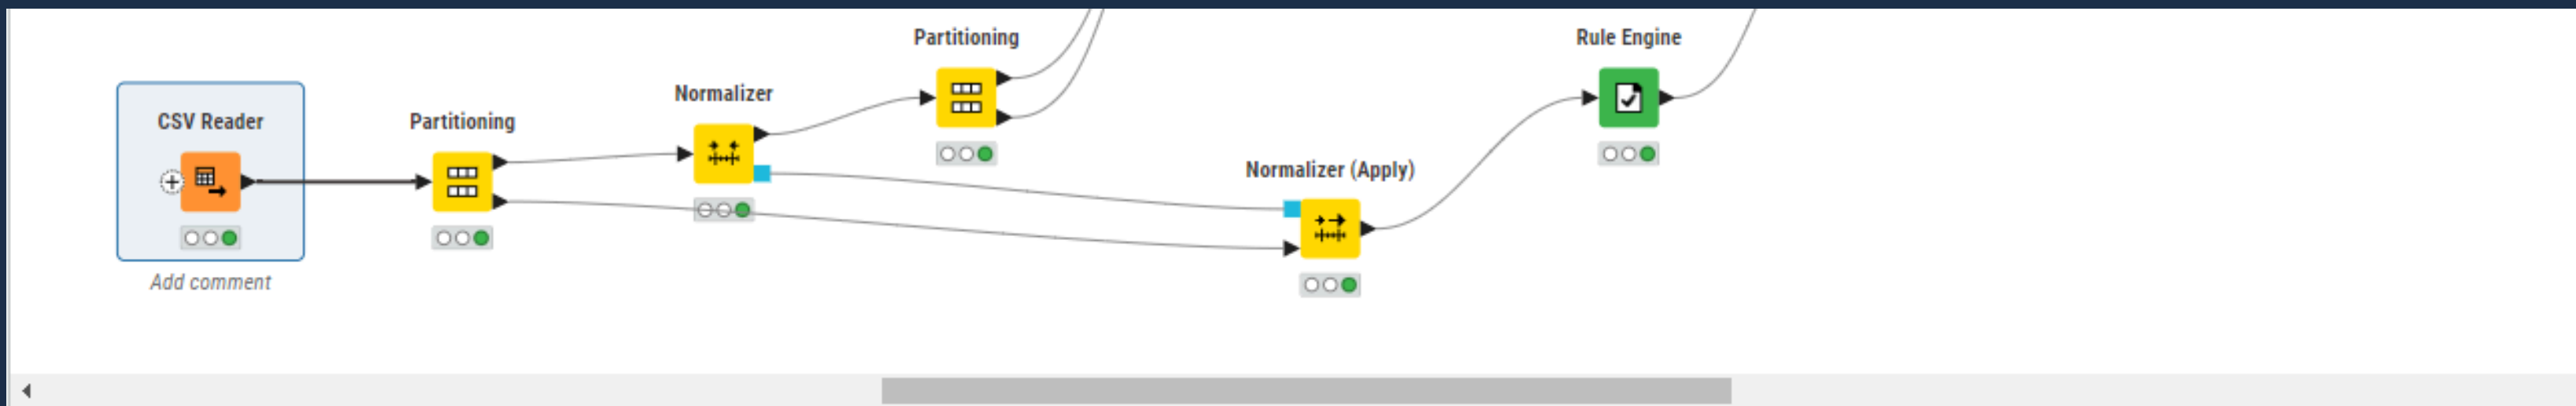 Partitioning
Rule Engine
Normalizer
CSV Reader
Partitioning
Normalizer (Apply)
Add comment